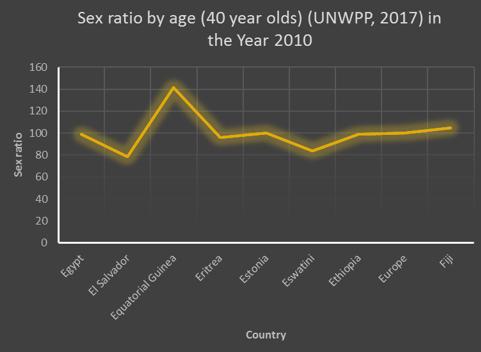 Sex ratio by age (40 year olds) (UNWPP, 2017) in
the Year 2010
160
140
120
100
80
60
40
20
0
Sex ratio
Egypt
El Salvador
Equatorial Guinea
Eritrea
Estonia
Eswatini
Ethiopia
Europe
Fiji
Country